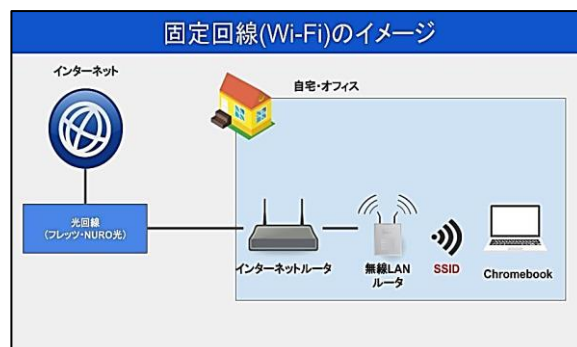 固定回線(Wi-Fi)のイメージ
インターネット
自宅・オフィス
光回線
(フレッツ・NURO光)
インターネットルータ
無線LAN
ルータ
SSID
Chromebook